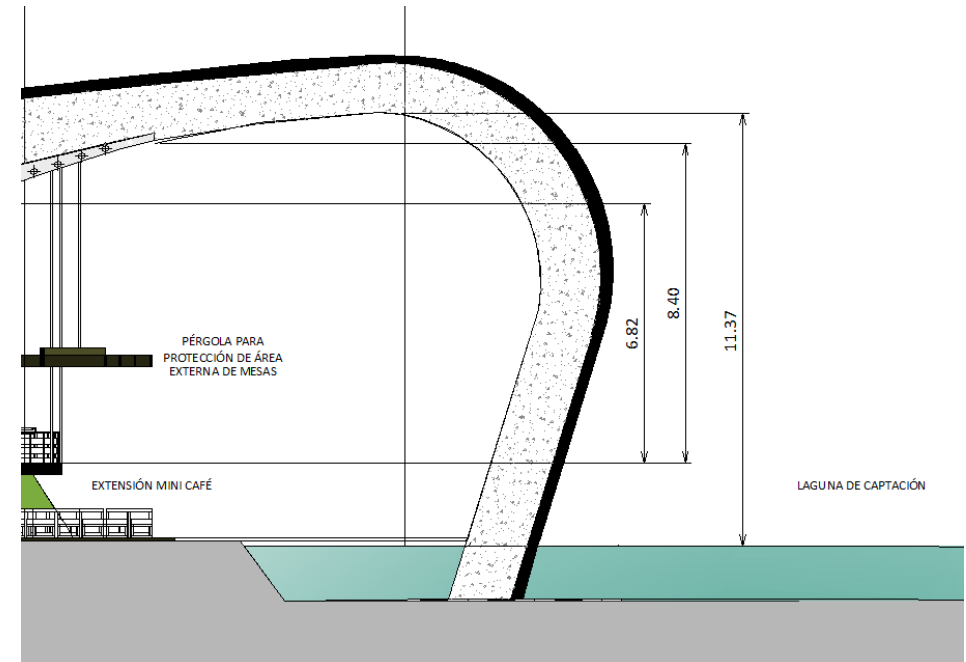 PÉRGOLA PARA
PROTECCIÓN DE ÁREA
EXTERNA DE MESAS
6.82
8.40
11.37
EXTENSIÓN MINI CAFÉ
LAGUNA DE CAPTACIÓN